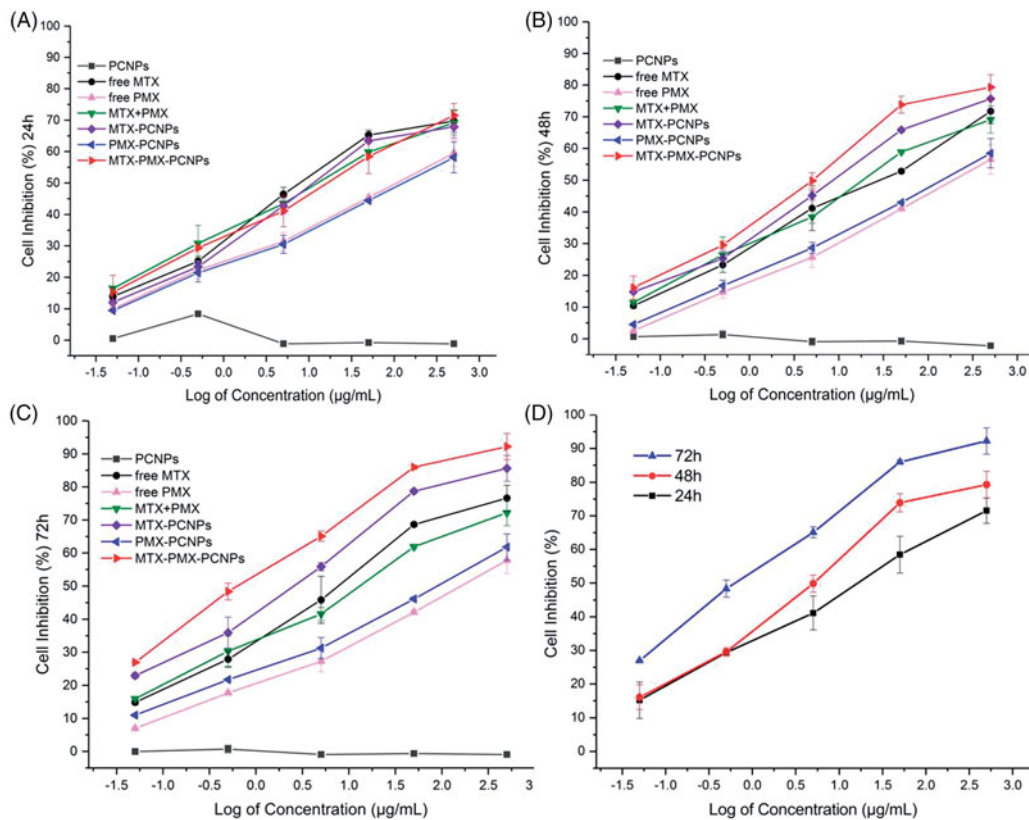 (A)
Cell Inhibition (%) 24h
100
90
80
70
60
50
40
30
20
10
0
PCNPs
free MTX
free PMX
MTX+PMX
MTX-PCNPs
PMX-PCNPs
MTX-PMX-PCNPs
-1.5 -1.0 -0.5 0.0 0.5 1.0 1.5 2.0 2.5 3.0
Log of Concentration (μg/mL)
(B)
Cell Inhibition (%) 48h
100
90
80
70
60
50
40
30
20
10
0
PCNPs
free MTX
free PMX
MTX+PMX
MTX-PCNPs
PMX-PCNPs
MTX-PMX-PCNPs
-1.5 -1.0 -0.5 0.0 0.5 1.0 1.5 2.0 2.5 3.0
Log of Concentration (μg/mL)
(C)
Cell Inhibition (%) 72h
100
90
80
70
60
50
40
30
20
10
0
PCNPs
free MTX
free PMX
MTX+PMX
MTX-PCNPs
PMX-PCNPs
MTX-PMX-PCNPs
-1.5 -1.0 -0.5 0.0 0.5 1.0 1.5 2.0 2.5 3.0
Log of Concentration (μg/mL)
(D)
Cell Inhibition (%)
100
90
80
70
60
50
40
30
20
10
0
72h
48h
24h
-1.5 -1.0 -0.5 0.0 0.5 1.0 1.5 2.0 2.5 3.0
Log of Concentration (μg/mL)